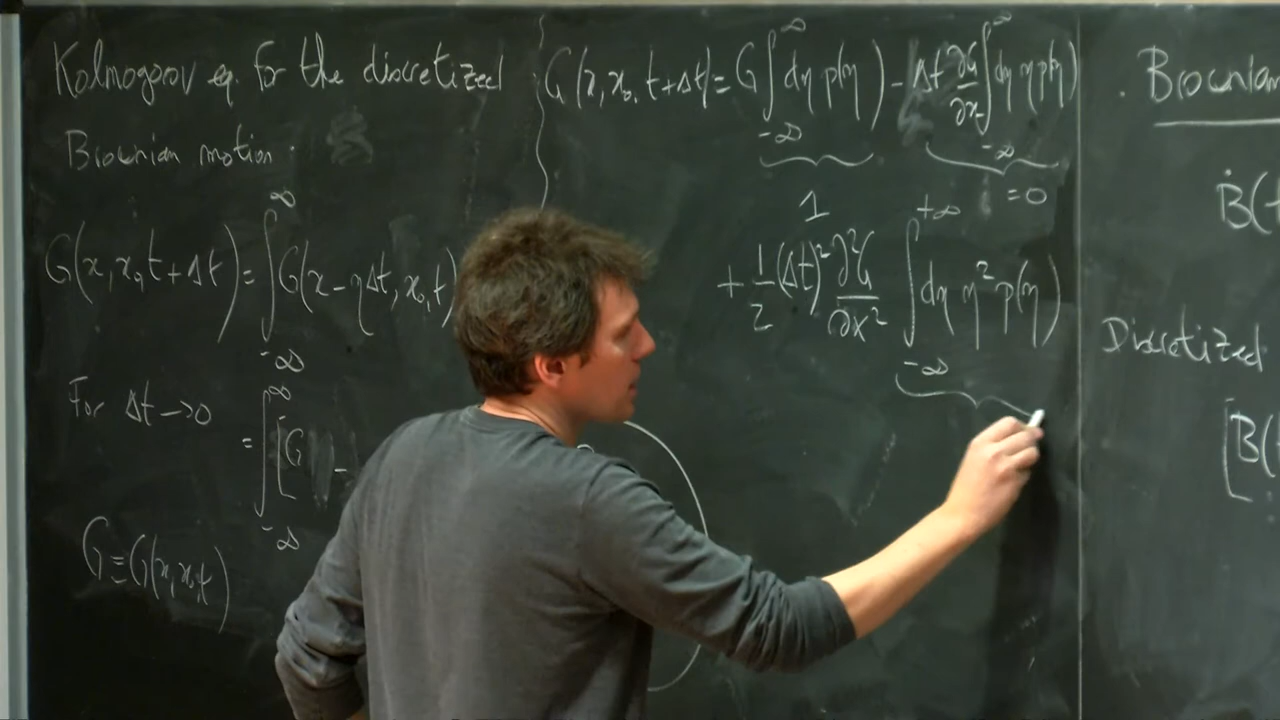 Kolmogorov eq. for the discretized
Brownian motion.
G(x, x₀, t + Δt) = ∫_{-∞}^{∞} G(x - ηΔt, x₀, t)
For Δt → 0
= ∫_{-∞}^{∞} [G -
G ≡ G(x, x₀, t)
G(x, x₀, t + Δt) = G ∫_{-∞}^{∞} dη p(η) - Δt ∂G/∂x ∫_{-∞}^{∞} dη η p(η)
1
= 0
+ 1/2 (Δt)² ∂²G/∂x² ∫_{-∞}^{+∞} dη η² p(η)
. Brownian
Ḃ(
Discretized
[B(